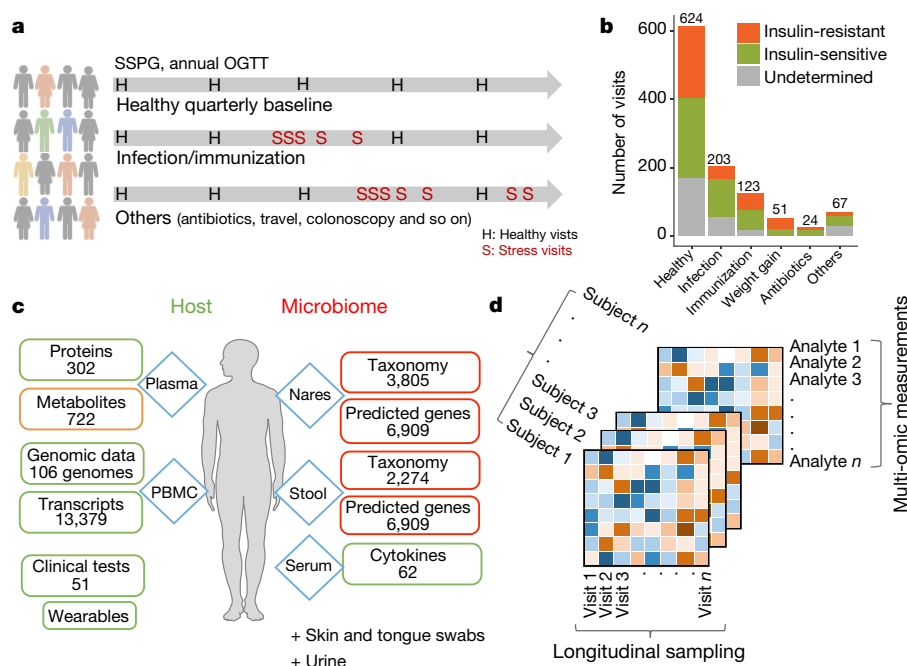 a
SSPG, annual OGTT
H H H H H
Healthy quarterly baseline
H H SSS S S H H
Infection/immunization
H H H SSS S S H S S
Others (antibiotics, travel, colonoscopy and so on)
H: Healthy vists
S: Stress visits
b
Number of visits
600
400
200
0
624
203
123
51
24
67
Insulin-resistant
Insulin-sensitive
Undetermined
Healthy
Infection
Immunization
Weight gain
Antibiotics
Others
c
Host
Microbiome
Proteins
302
Metabolites
722
Plasma
Genomic data
106 genomes
Transcripts
13,379
PBMC
Clinical tests
51
Wearables
Nares
Taxonomy
3,805
Predicted genes
6,909
Stool
Taxonomy
2,274
Predicted genes
6,909
Serum
Cytokines
62
+ Skin and tongue swabs
+ Urine
d
Subject n
.
.
.
Subject 3
Subject 2
Subject 1
Analyte 1
Analyte 2
Analyte 3
.
.
.
.
Analyte n
Multi-omic measurements
Visit 1
Visit 2
Visit 3
. . . .
Visit n
Longitudinal sampling